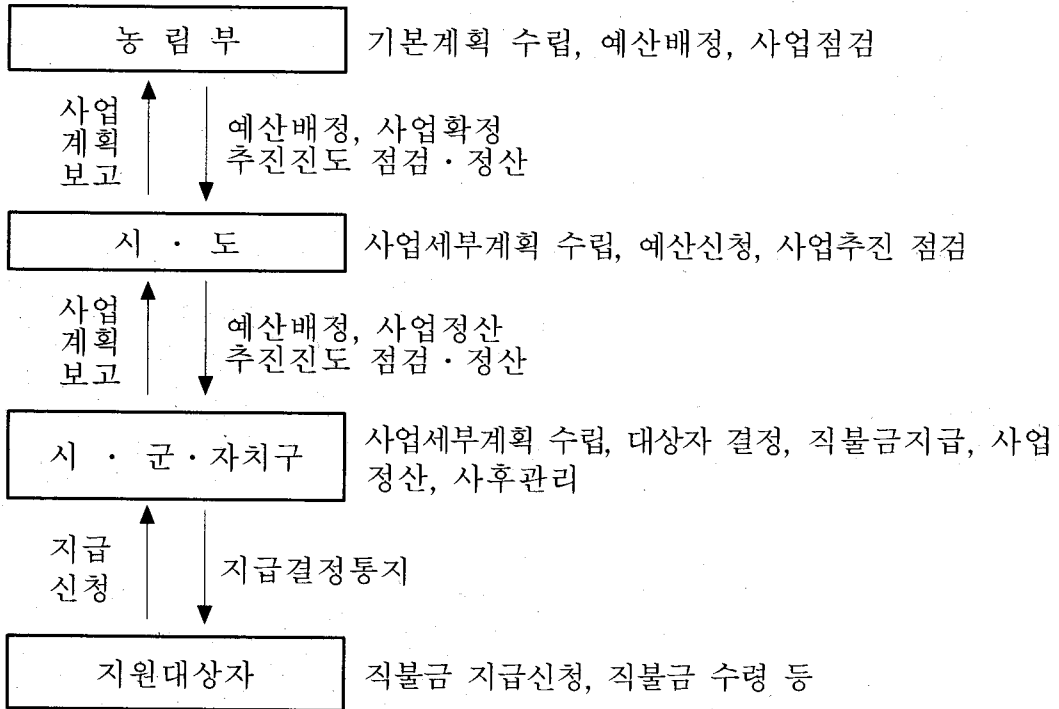 농 림 부
기본계획 수립, 예산배정, 사업점검
사업
계획
보고
예산배정, 사업확정
추진진도 점검·정산
시 · 도
사업세부계획 수립, 예산신청, 사업추진 점검
사업
계획
보고
예산배정, 사업정산
추진진도 점검·정산
시 · 군·자치구
사업세부계획 수립, 대상자 결정, 직불금지급, 사업
정산, 사후관리
지급
신청
지급결정통지
지원대상자
직불금 지급신청, 직불금 수령 등